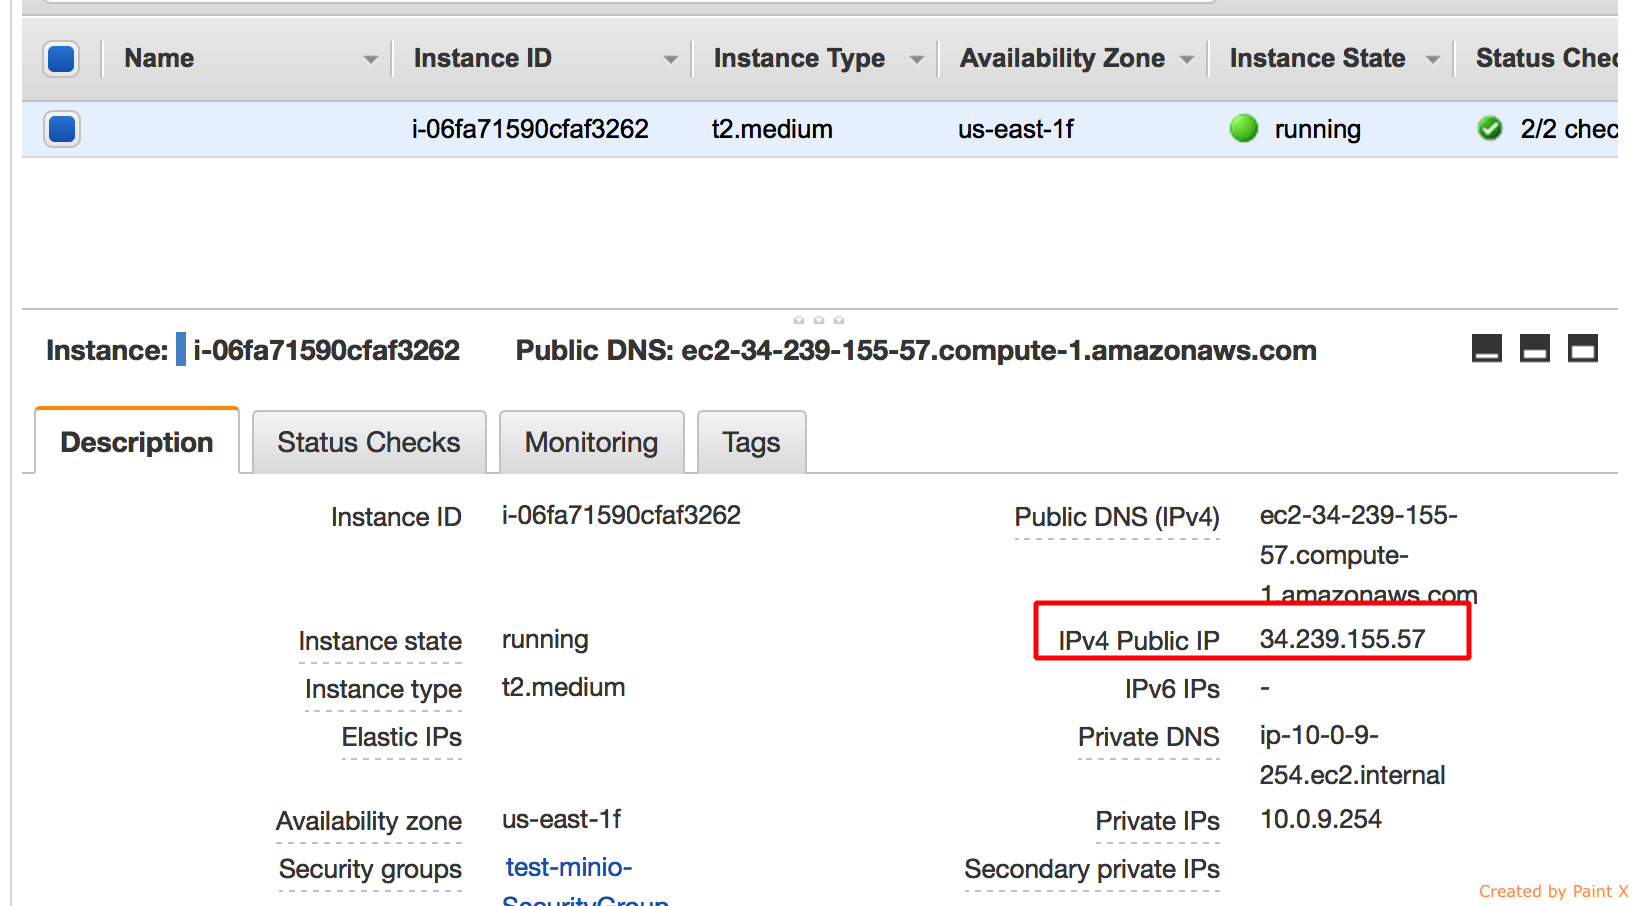 Name Instance ID Instance Type Availability Zone Instance State Status Chec
i-06fa71590cfaf3262 t2.medium us-east-1f running 2/2 chec
Instance: i-06fa71590cfaf3262 Public DNS: ec2-34-239-155-57.compute-1.amazonaws.com
Description Status Checks Monitoring Tags
Instance ID i-06fa71590cfaf3262 Public DNS (IPv4) ec2-34-239-155-
57.compute-
1.amazonaws.com
Instance state running IPv4 Public IP 34.239.155.57
Instance type t2.medium IPv6 IPs -
Elastic IPs Private DNS ip-10-0-9-
254.ec2.internal
Availability zone us-east-1f Private IPs 10.0.9.254
Security groups test-minio- Secondary private IPs
SecurityGroup
Created by Paint X